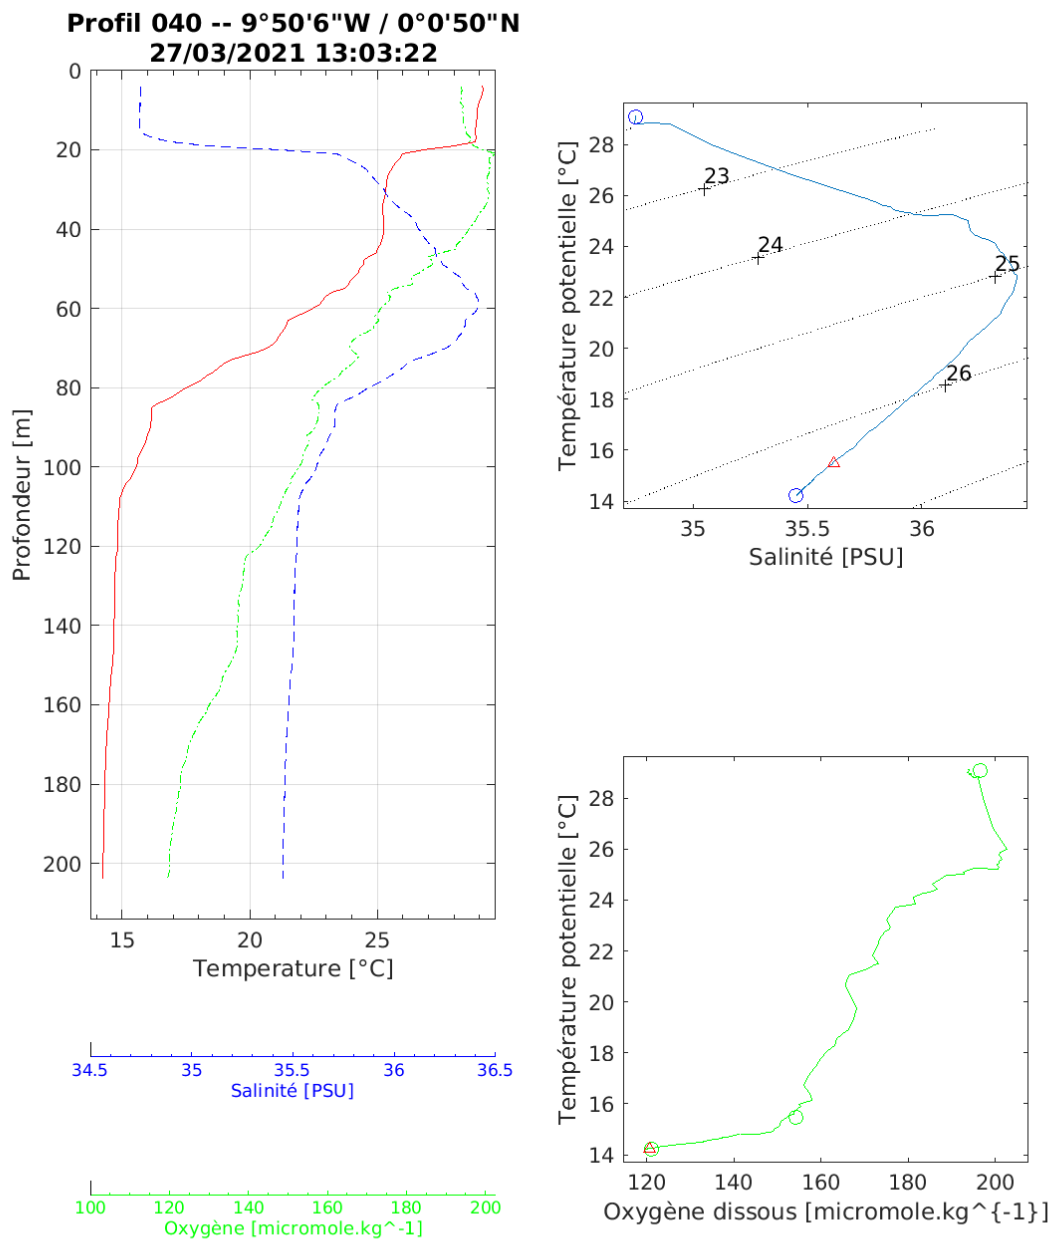 Profil 040 -- 9°50'6"W / 0°0'50"N
27/03/2021 13:03:22
0
20
40
60
80
100
120
140
160
180
200
Profondeur [m]
15 20 25
Temperature [°C]
34.5 35 35.5 36 36.5
Salinité [PSU]
100 120 140 160 180 200
Oxygène [micromole.kg^-1]
28
26
24
22
20
18
16
14
Température potentielle [°C]
23
24
25
26
35 35.5 36
Salinité [PSU]
28
26
24
22
20
18
16
14
Température potentielle [°C]
120 140 160 180 200
Oxygène dissous [micromole.kg^{-1}]